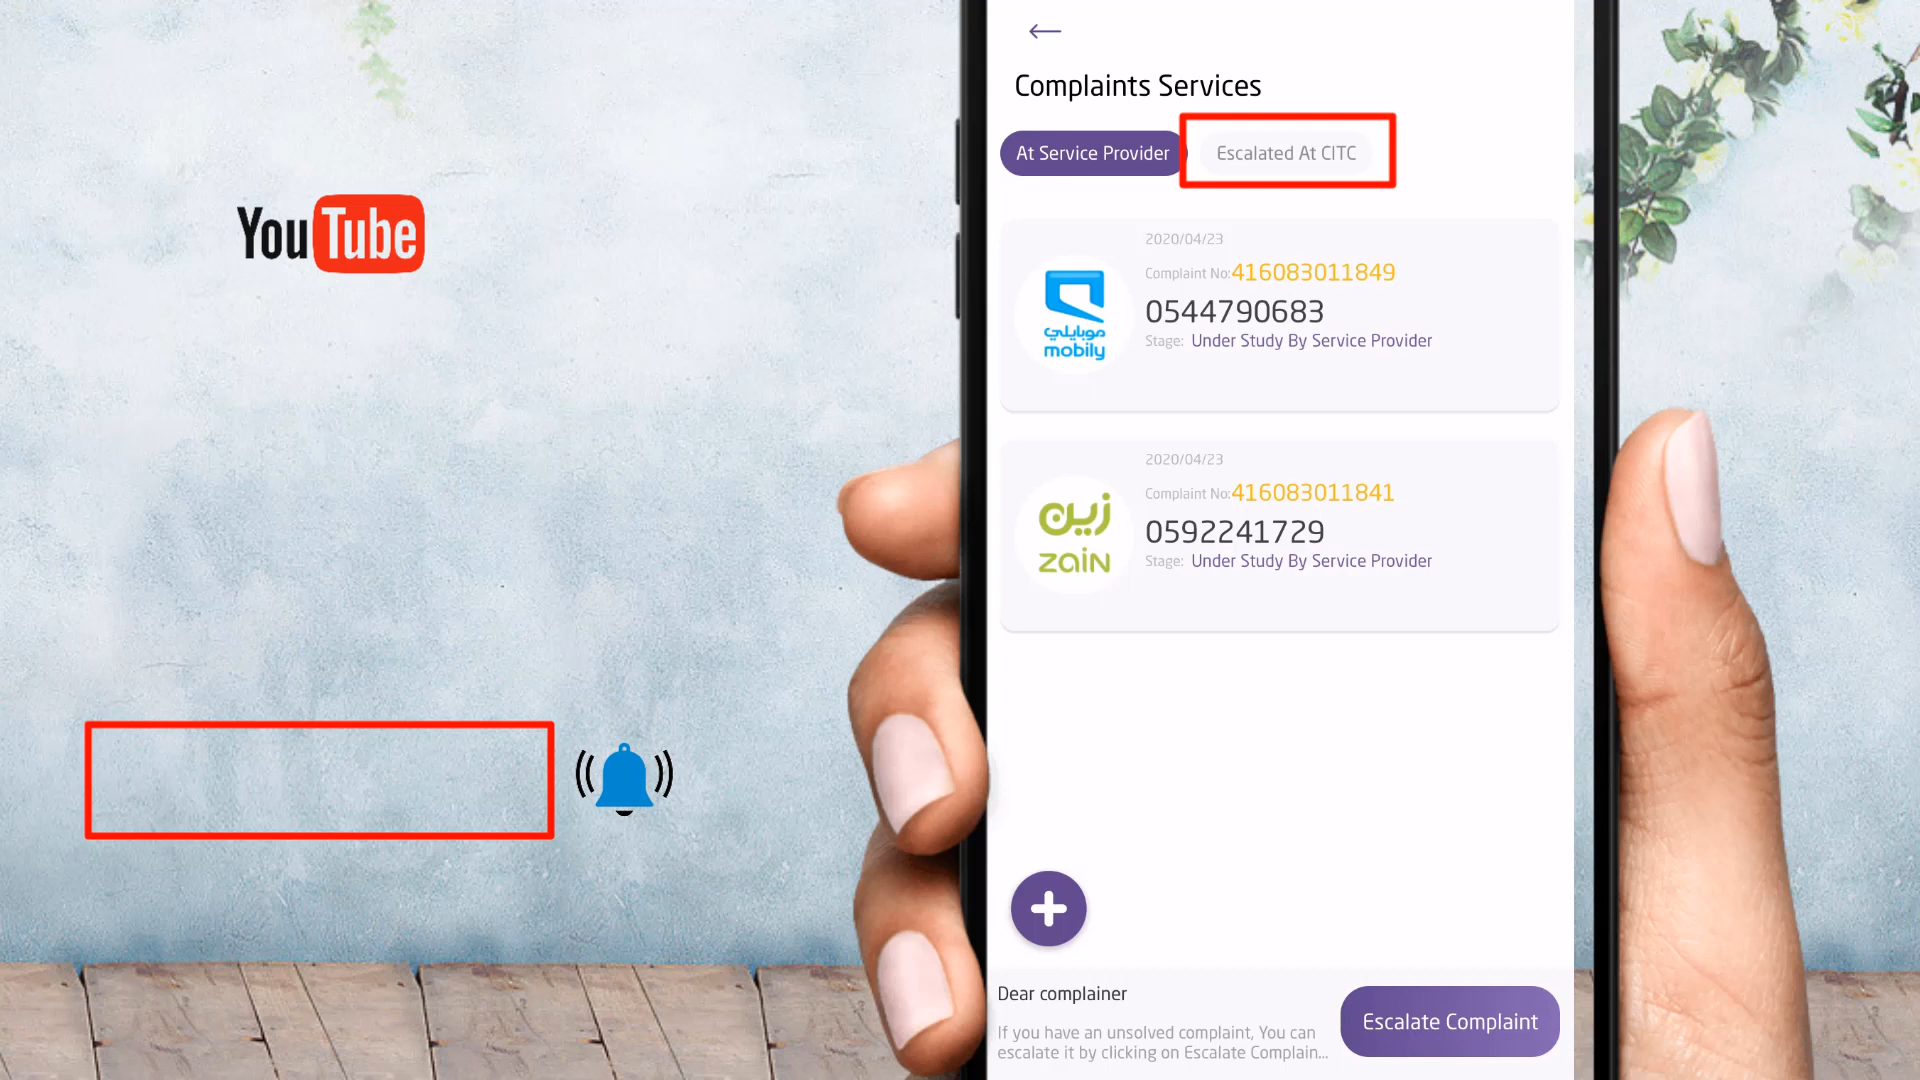 YouTube
Complaints Services
At Service Provider
Escalated At CITC
2020/04/23
Complaint No:416083011849
0544790683
Stage: Under Study By Service Provider
موبايلي
mobily
2020/04/23
Complaint No:416083011841
0592241729
Stage: Under Study By Service Provider
زين
zain
Dear complainer
If you have an unsolved complaint, You can
escalate it by clicking on Escalate Complain...
Escalate Complaint